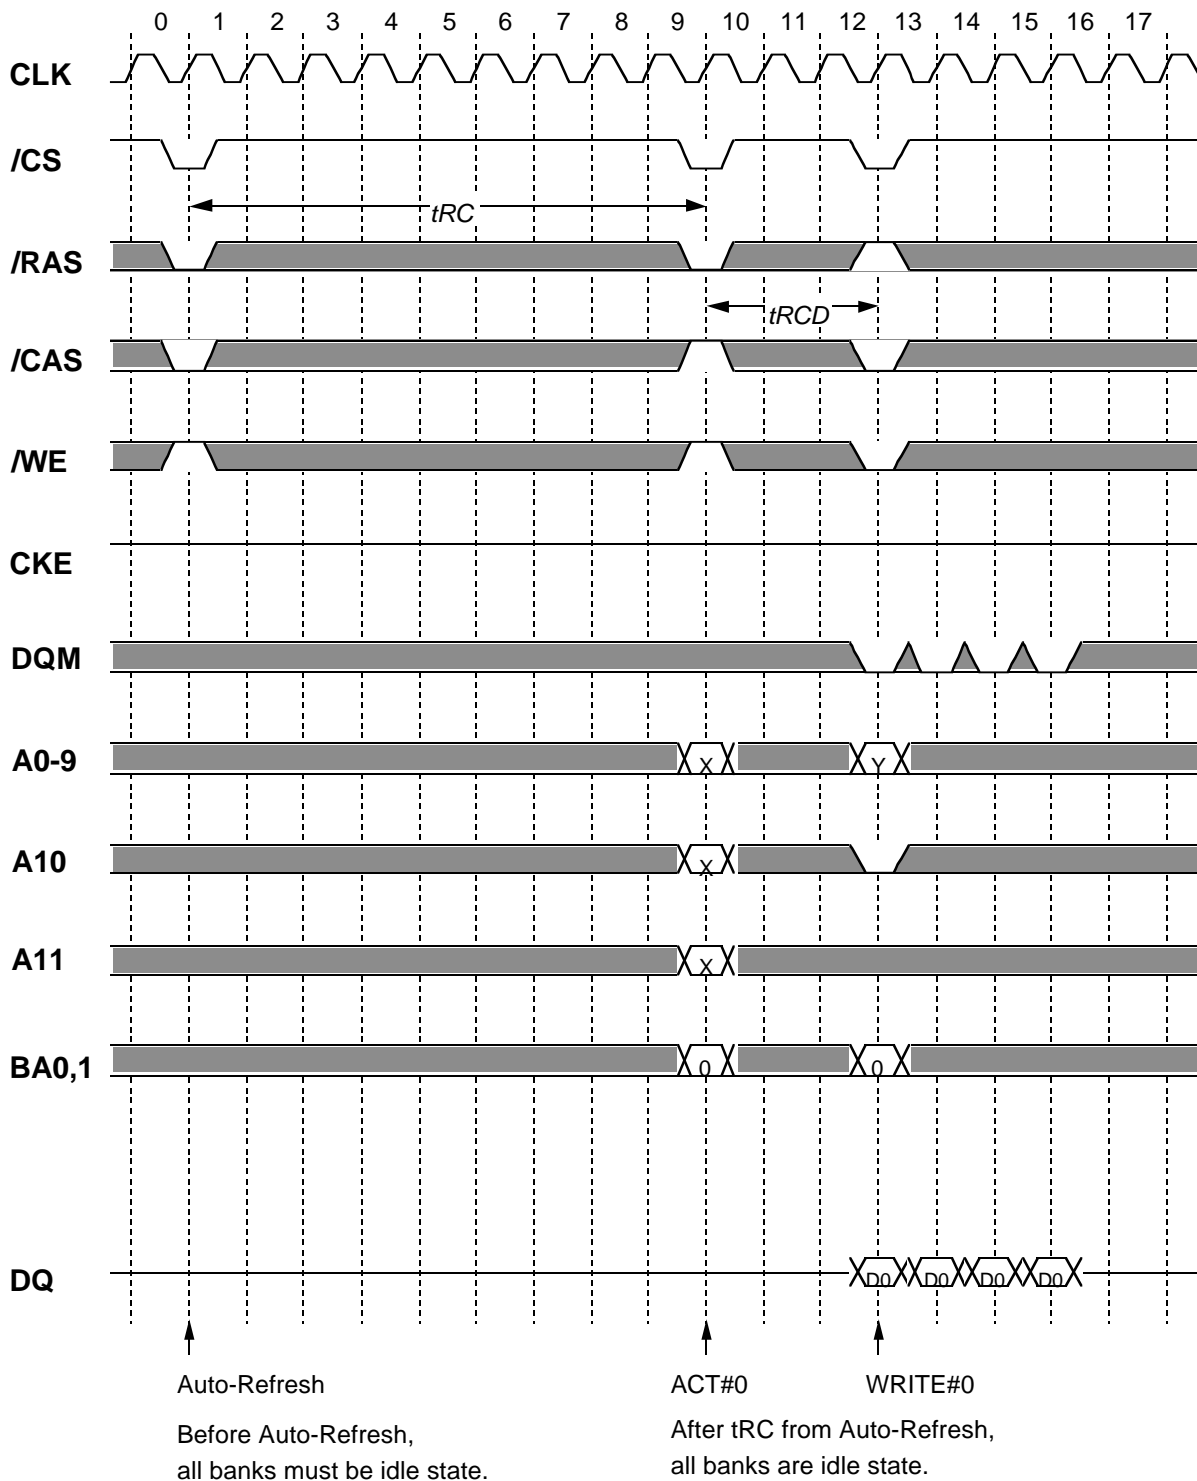 0 1 2 3 4 5 6 7 8 9 10 11 12 13 14 15 16 17
CLK
/CS
tRC
/RAS
tRCD
/CAS
/WE
CKE
DQM
A0-9 X Y
A10 X
A11 X
BA0,1 0 0
DQ D0 D0 D0 D0
Auto-Refresh ACT#0 WRITE#0
Before Auto-Refresh,
all banks must be idle state.
After tRC from Auto-Refresh,
all banks are idle state.